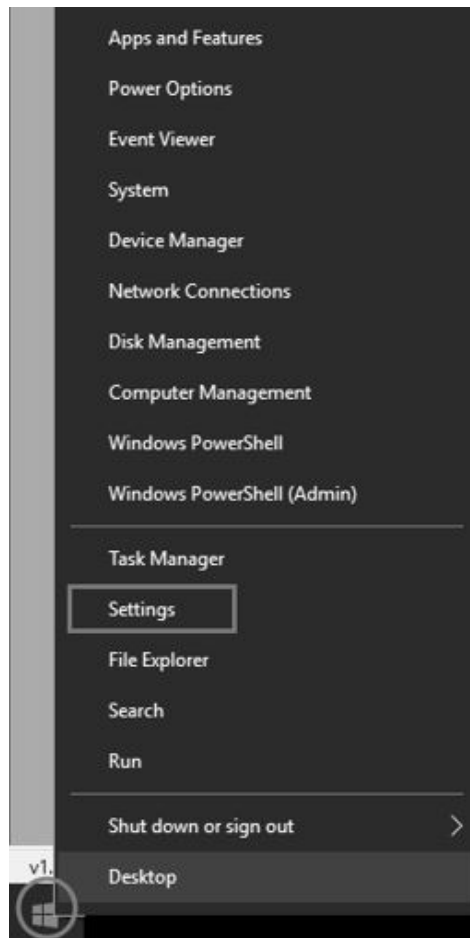 Apps and Features
Power Options
Event Viewer
System
Device Manager
Network Connections
Disk Management
Computer Management
Windows PowerShell
Windows PowerShell (Admin)
Task Manager
Settings
File Explorer
Search
Run
Shut down or sign out
Desktop
v1.